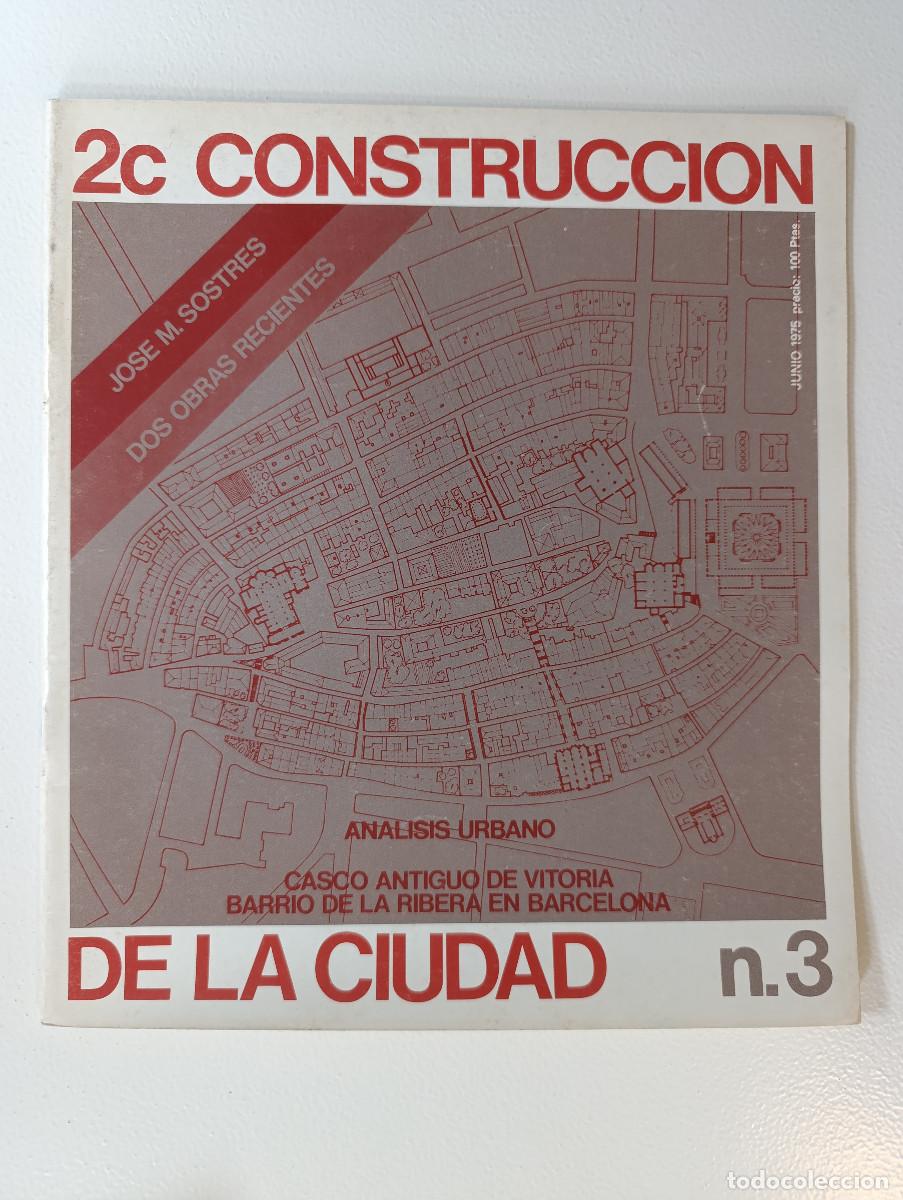 2c CONSTRUCCION
JOSE M. SOSTRES
DOS OBRAS RECIENTES
JUNIO 1975 precio: 100 Ptas.
ANALISIS URBANO
CASCO ANTIGUO DE VITORIA
BARRIO DE LA RIBERA EN BARCELONA
DE LA CIUDAD n.3
todocoleccion